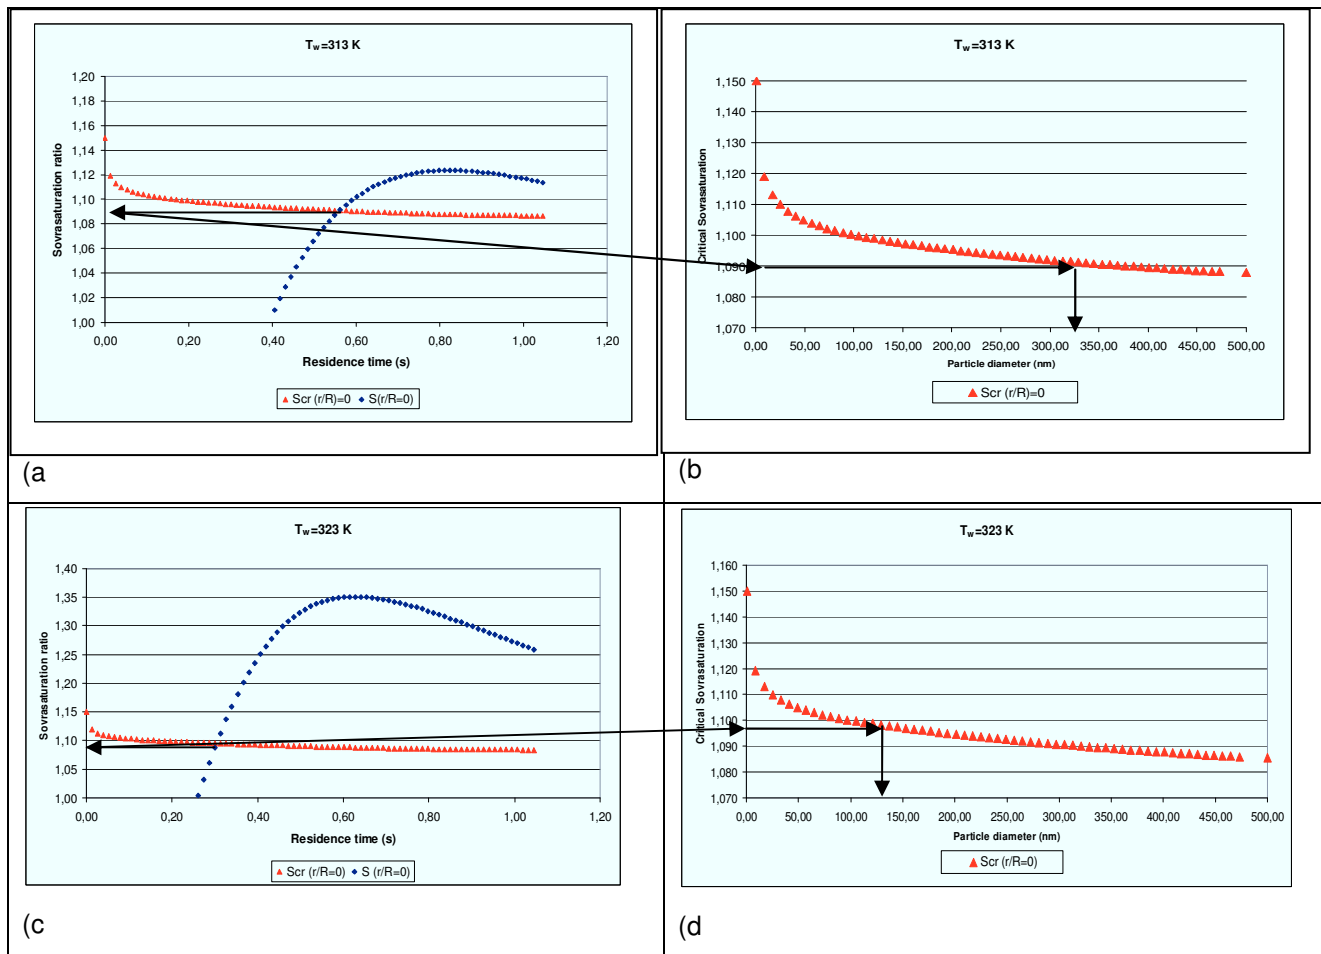 T_w=313 K
Sovrasaturation ratio
1,20
1,18
1,16
1,14
1,12
1,10
1,08
1,06
1,04
1,02
1,00
0,00 0,20 0,40 0,60 0,80 1,00 1,20
Residence time (s)
Scr (r/R)=0 S(r/R=0)
(a
T_w=313 K
Critical Sovrasaturation
1,150
1,140
1,130
1,120
1,110
1,100
1,090
1,080
1,070
0,00 50,00 100,00 150,00 200,00 250,00 300,00 350,00 400,00 450,00 500,00
Particle diameter (nm)
Scr (r/R)=0
(b
T_w=323 K
Sovrasaturation ratio
1,40
1,35
1,30
1,25
1,20
1,15
1,10
1,05
1,00
0,00 0,20 0,40 0,60 0,80 1,00 1,20
Residence time (s)
Scr (r/R=0) S (r/R=0)
(c
T_w=323 K
Critical Sovrasaturation
1,160
1,150
1,140
1,130
1,120
1,110
1,100
1,090
1,080
1,070
0,00 50,00 100,00 150,00 200,00 250,00 300,00 350,00 400,00 450,00 500,00
Particle diameter (nm)
Scr (r/R=0)
(d